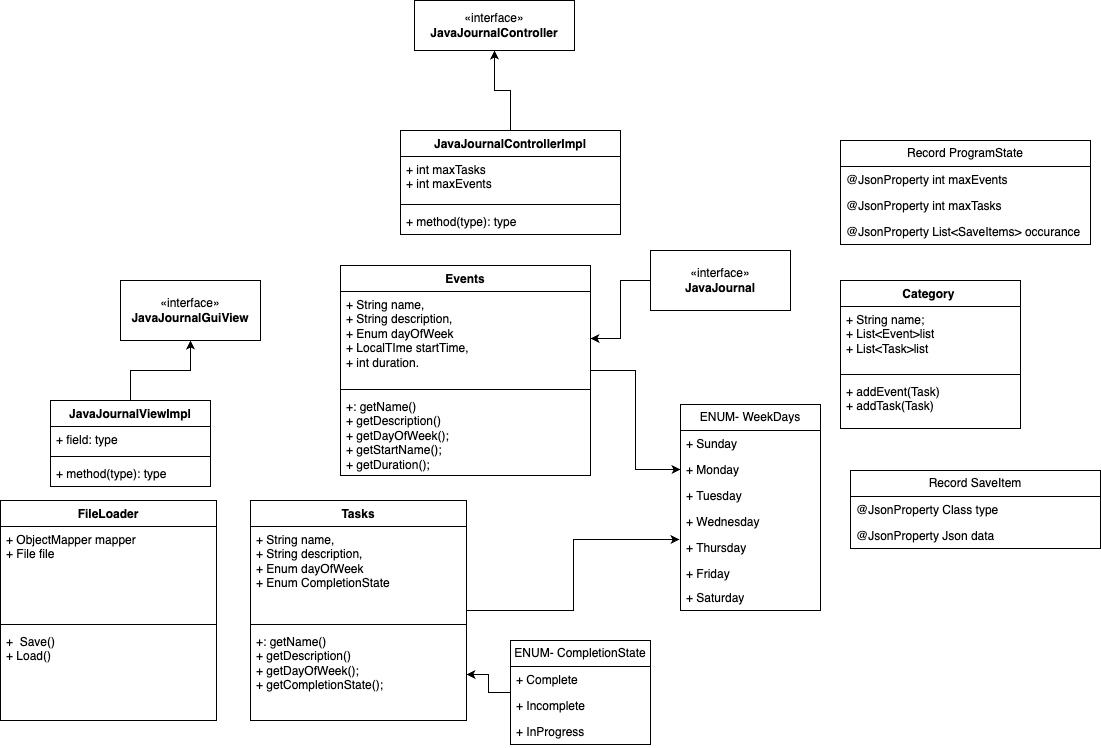 «interface»
JavaJournalController
JavaJournalControllerImpl
+ int maxTasks
+ int maxEvents
+ method(type): type
Record ProgramState
@JsonProperty int maxEvents
@JsonProperty int maxTasks
@JsonProperty List<SaveItems> occurance
«interface»
JavaJournal
Events
+ String name,
+ String description,
+ Enum dayOfWeek
+ LocalTIme startTime,
+ int duration.
+: getName()
+ getDescription()
+ getDayOfWeek();
+ getStartName();
+ getDuration();
«interface»
JavaJournalGuiView
JavaJournalViewImpl
+ field: type
+ method(type): type
Category
+ String name;
+ List<Event>list
+ List<Task>list
+ addEvent(Task)
+ addTask(Task)
ENUM- WeekDays
+ Sunday
+ Monday
+ Tuesday
+ Wednesday
+ Thursday
+ Friday
+ Saturday
Record SaveItem
@JsonProperty Class type
@JsonProperty Json data
FileLoader
+ ObjectMapper mapper
+ File file
+  Save()
+ Load()
Tasks
+ String name,
+ String description,
+ Enum dayOfWeek
+ Enum CompletionState
+: getName()
+ getDescription()
+ getDayOfWeek();
+ getCompletionState();
ENUM- CompletionState
+ Complete
+ Incomplete
+ InProgress